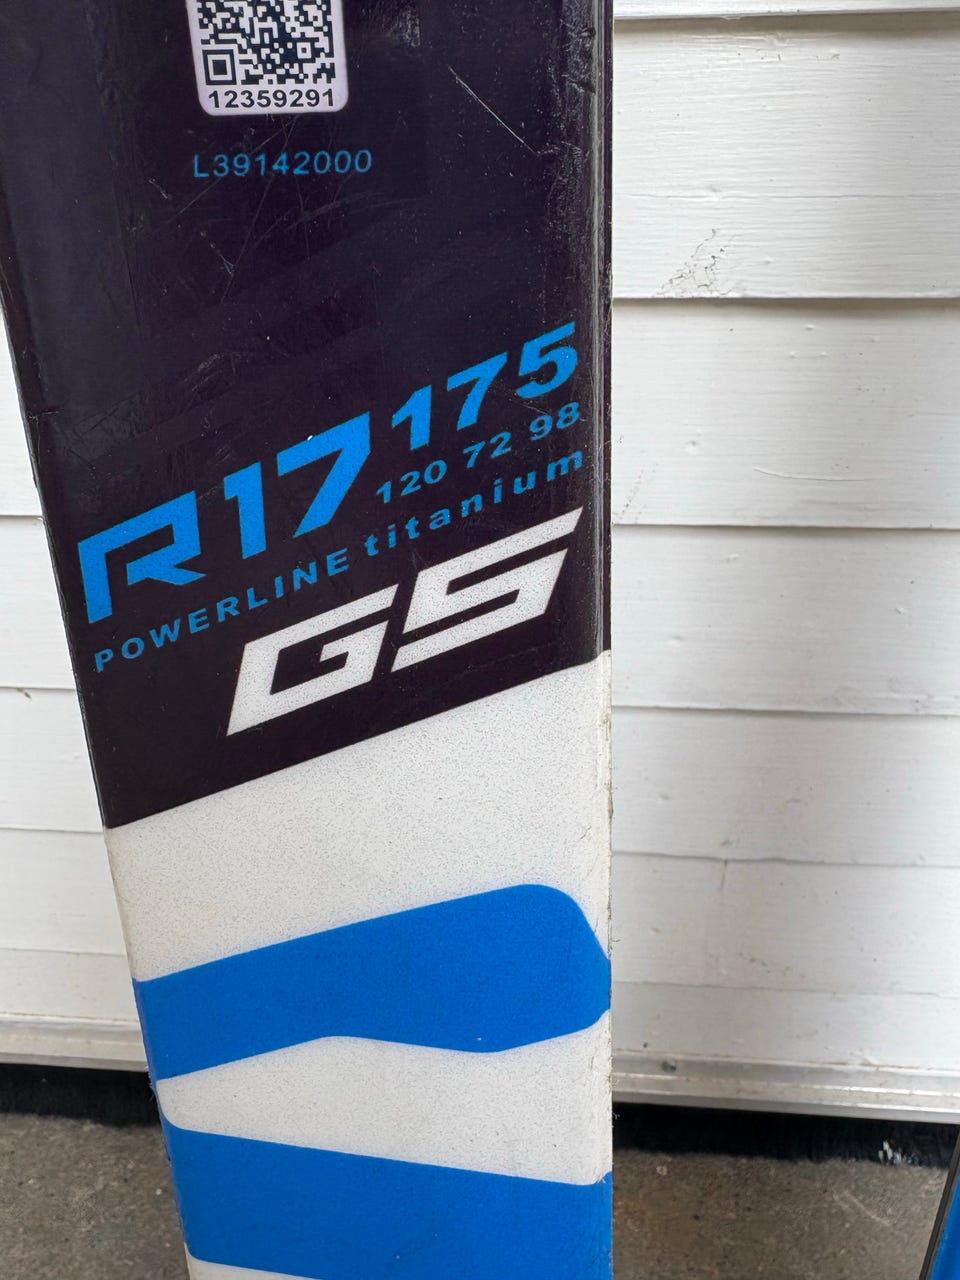 12359291
L39142000
R17 175
120 72 98
POWERLINE titanium
GS